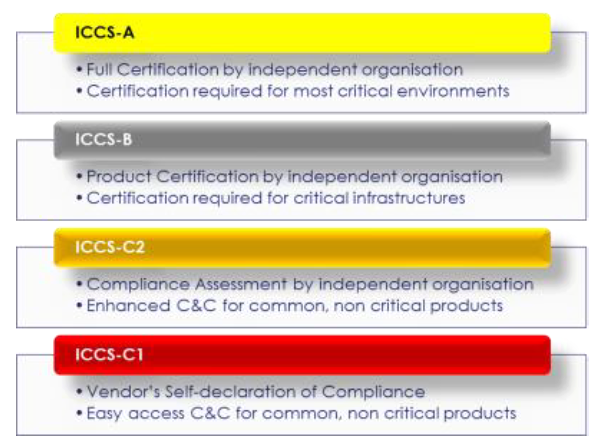 ICCS-A
• Full Certification by independent organisation
• Certification required for most critical environments
ICCS-B
• Product Certification by independent organisation
• Certification required for critical infrastructures
ICCS-C2
• Compliance Assessment by independent organisation
• Enhanced C&C for common, non critical products
ICCS-C1
• Vendor's Self-declaration of Compliance
• Easy access C&C for common, non critical products